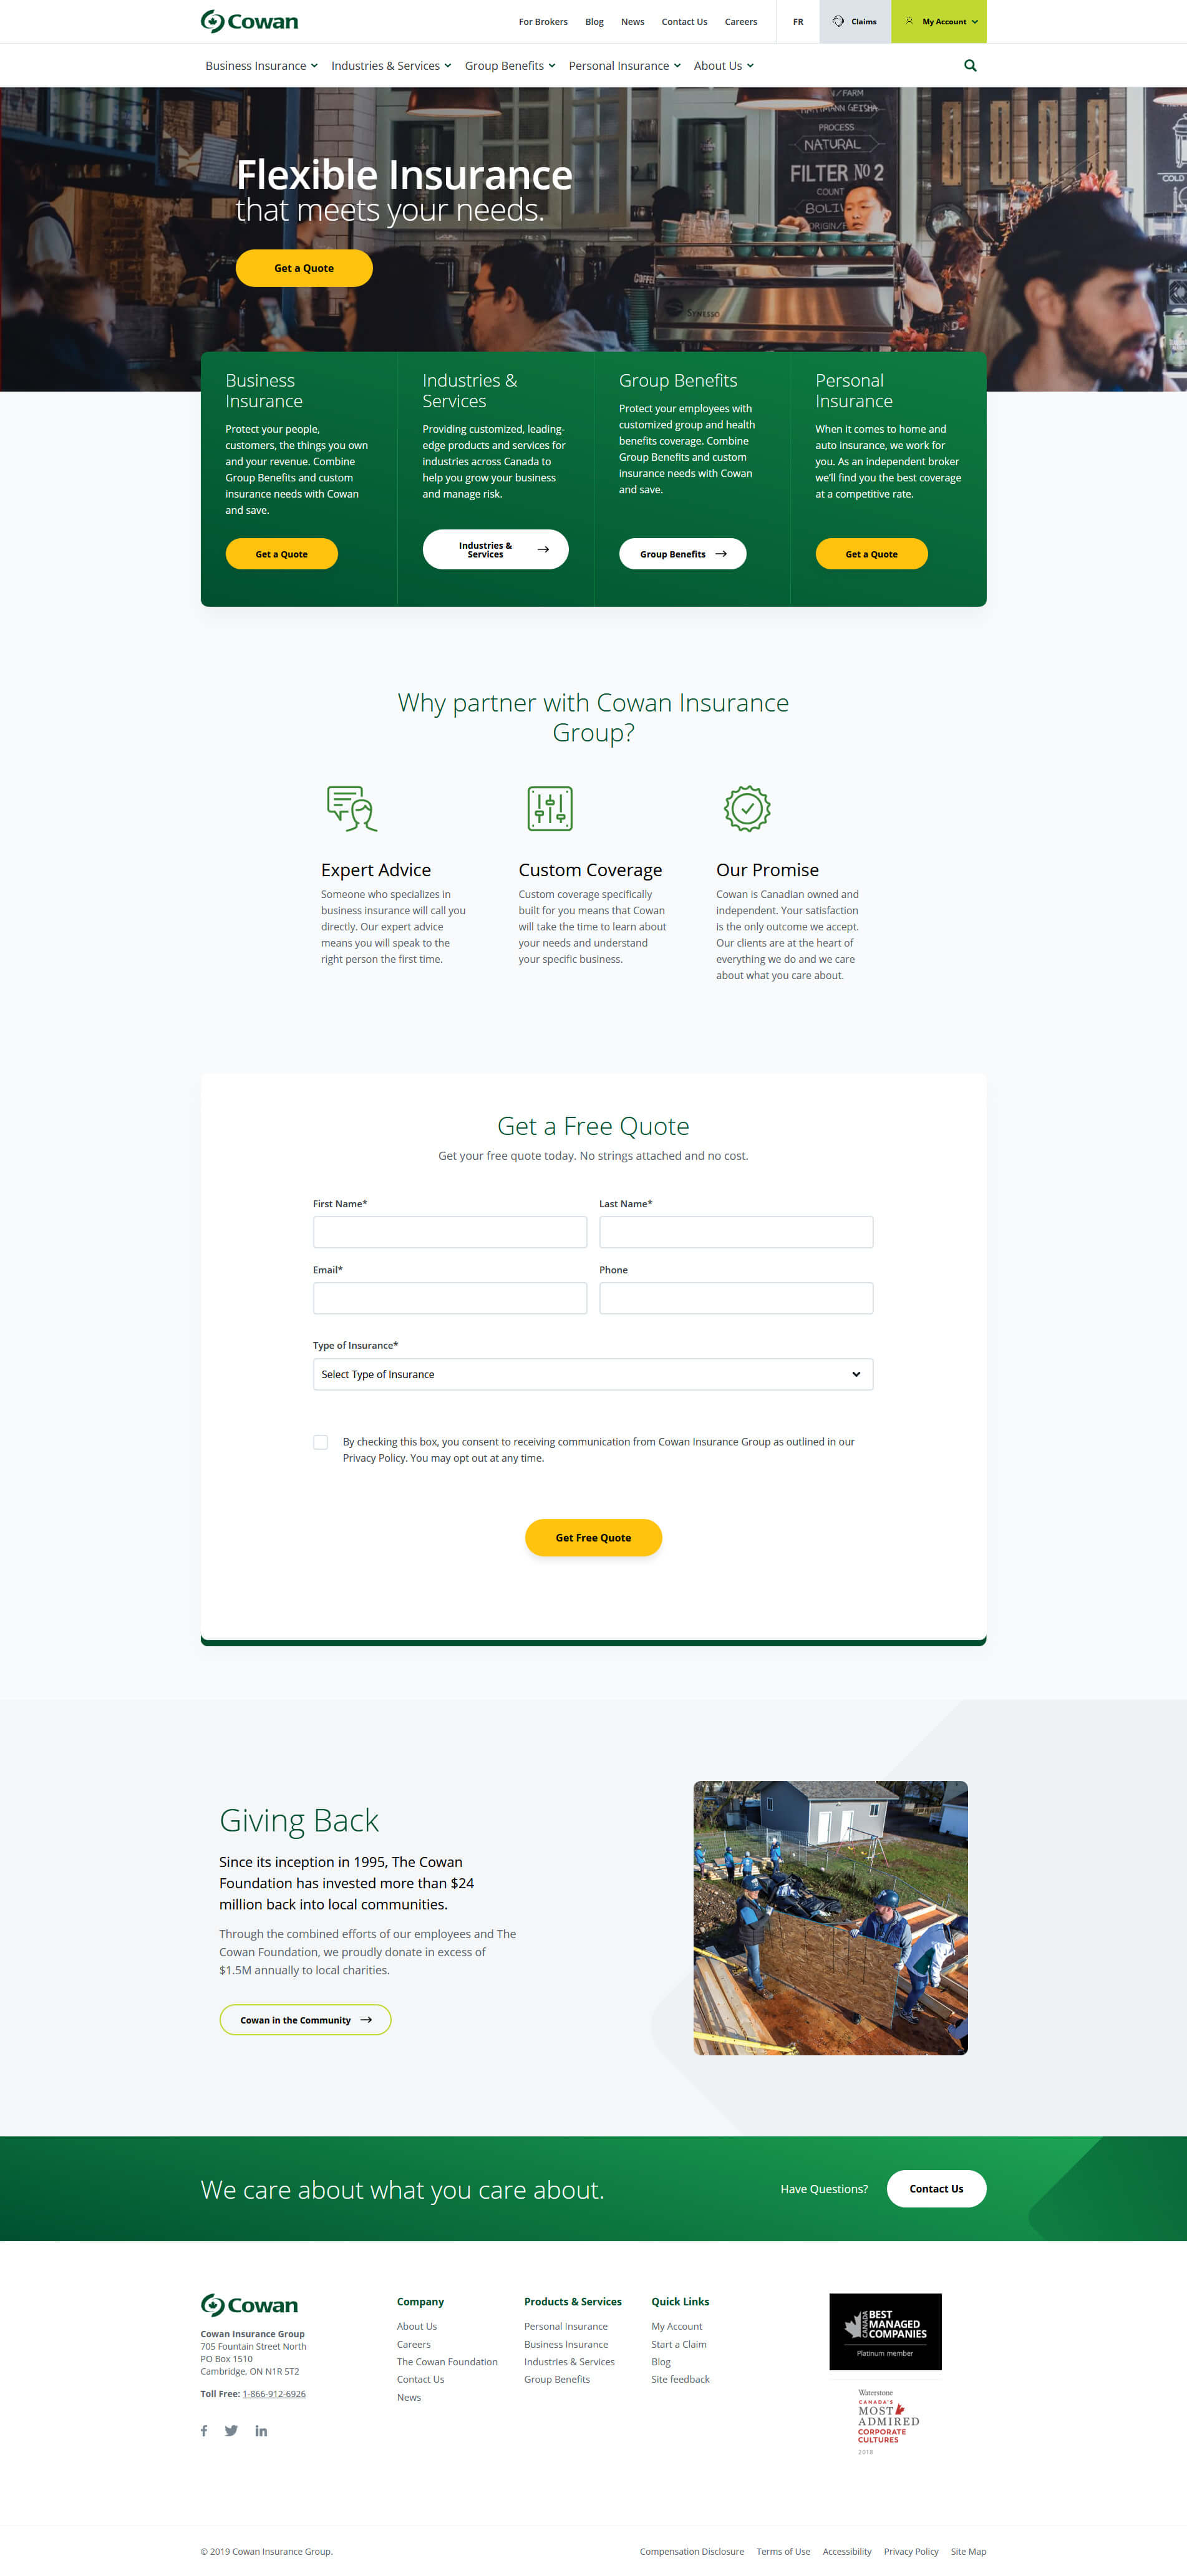 Cowan
For Brokers Blog News Contact Us Careers FR Claims My Account
Business Insurance Industries & Services Group Benefits Personal Insurance About Us
PROCESS
NATURAL
FILTER Nº 2
COUNT
COFFEE
SYNESSO
Flexible Insurance
that meets your needs.
Get a Quote
Business
Insurance
Protect your people,
customers, the things you own
and your revenue. Combine
Group Benefits and custom
insurance needs with Cowan
and save.
Get a Quote
Industries &
Services
Providing customized, leading-
edge products and services for
industries across Canada to
help you grow your business
and manage risk.
Industries &
Services
Group Benefits
Protect your employees with
customized group and health
benefits coverage. Combine
Group Benefits and custom
insurance needs with Cowan
and save.
Group Benefits
Personal
Insurance
When it comes to home and
auto insurance, we work for
you. As an independent broker
we'll find you the best coverage
at a competitive rate.
Get a Quote
Why partner with Cowan Insurance
Group?
Expert Advice
Someone who specializes in
business insurance will call you
directly. Our expert advice
means you will speak to the
right person the first time.
Custom Coverage
Custom coverage specifically
built for you means that Cowan
will take the time to learn about
your needs and understand
your specific business.
Our Promise
Cowan is Canadian owned and
independent. Your satisfaction
is the only outcome we accept.
Our clients are at the heart of
everything we do and we care
about what you care about.
Get a Free Quote
Get your free quote today. No strings attached and no cost.
First Name*
Last Name*
Email*
Phone
Type of Insurance*
Select Type of Insurance
By checking this box, you consent to receiving communication from Cowan Insurance Group as outlined in our
Privacy Policy. You may opt out at any time.
Get Free Quote
Giving Back
Since its inception in 1995, The Cowan
Foundation has invested more than $24
million back into local communities.
Through the combined efforts of our employees and The
Cowan Foundation, we proudly donate in excess of
$1.5M annually to local charities.
Cowan in the Community
We care about what you care about.
Have Questions?
Contact Us
Cowan
Cowan Insurance Group
705 Fountain Street North
PO Box 1510
Cambridge, ON N1R 5T2
Toll Free: 1-866-912-6926
Company
About Us
Careers
The Cowan Foundation
Contact Us
News
Products & Services
Personal Insurance
Business Insurance
Industries & Services
Group Benefits
Quick Links
My Account
Start a Claim
Blog
Site feedback
CANADA'S
BEST
MANAGED
COMPANIES
Platinum member
Waterstone
CANADA'S
MOST
ADMIRED
CORPORATE
CULTURES
2018
© 2019 Cowan Insurance Group.
Compensation Disclosure Terms of Use Accessibility Privacy Policy Site Map